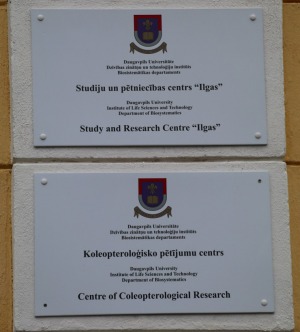 Daugavpils Universitāte
Dzīvības zinātņu un tehnoloģiju institūts
Biosistemātikas departaments
Studiju un pētniecības centrs “Ilgas”
Daugavpils University
Institute of Life Sciences and Technology
Department of Biosystematics
Study and Research Centre “Ilgas”
Daugavpils Universitāte
Dzīvības zinātņu un tehnoloģiju institūts
Biosistemātikas departaments
Koleopteroloģisko pētījumu centrs
Daugavpils University
Institute of Life Sciences and Technology
Department of Biosystematics
Centre of Coleopterological Research